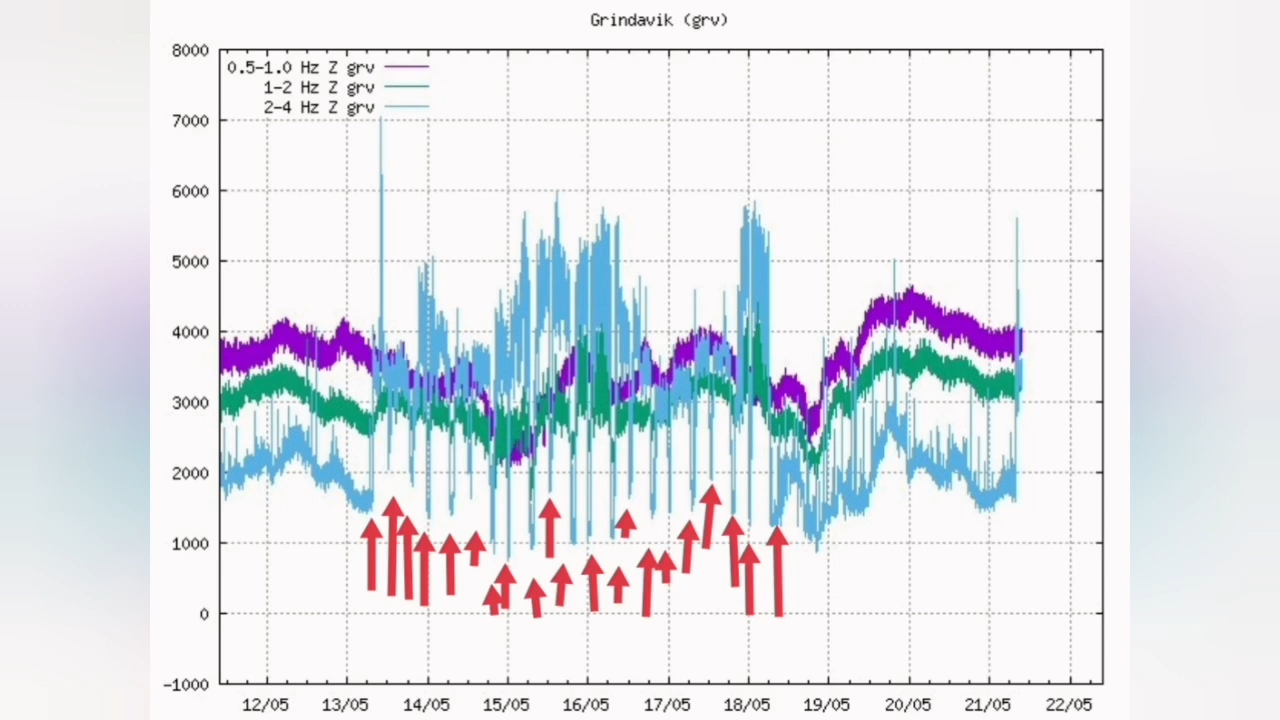 Grindavik (grv)
8000
0.5-1.0 Hz Z grv
1-2 Hz Z grv
2-4 Hz Z grv
7000
6000
5000
4000
3000
2000
1000
0
-1000
12/05 13/05 14/05 15/05 16/05 17/05 18/05 19/05 20/05 21/05 22/05